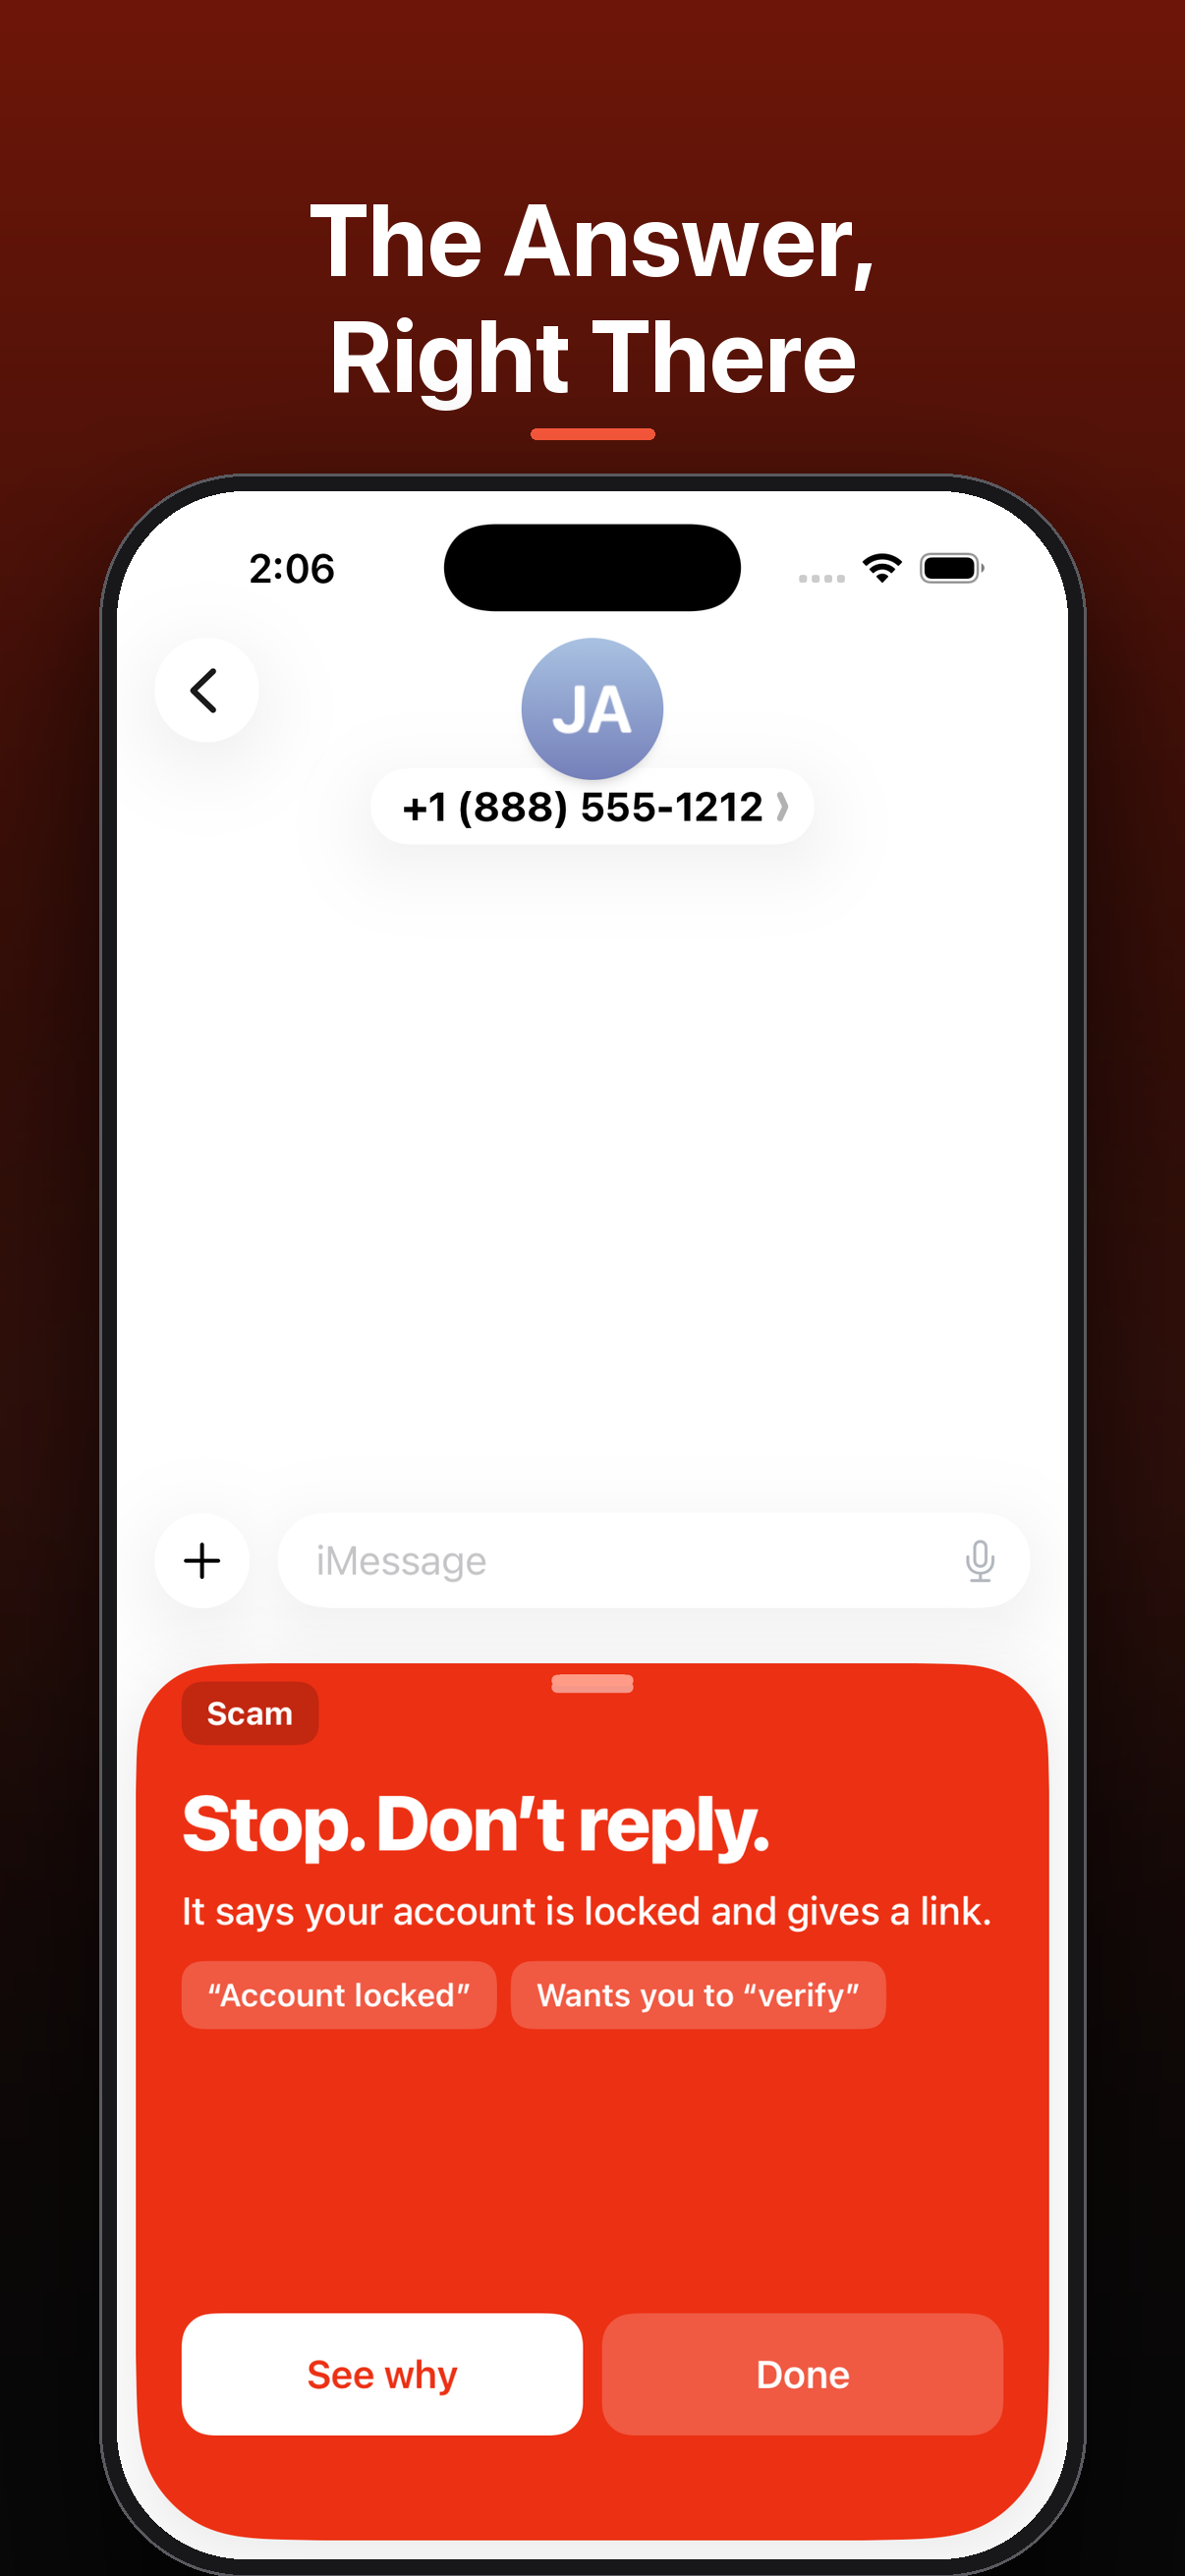 The Answer,
Right There
2:06
JA
+1 (888) 555-1212
iMessage
Scam
Stop. Don’t reply.
It says your account is locked and gives a link.
“Account locked” Wants you to “verify”
See why Done